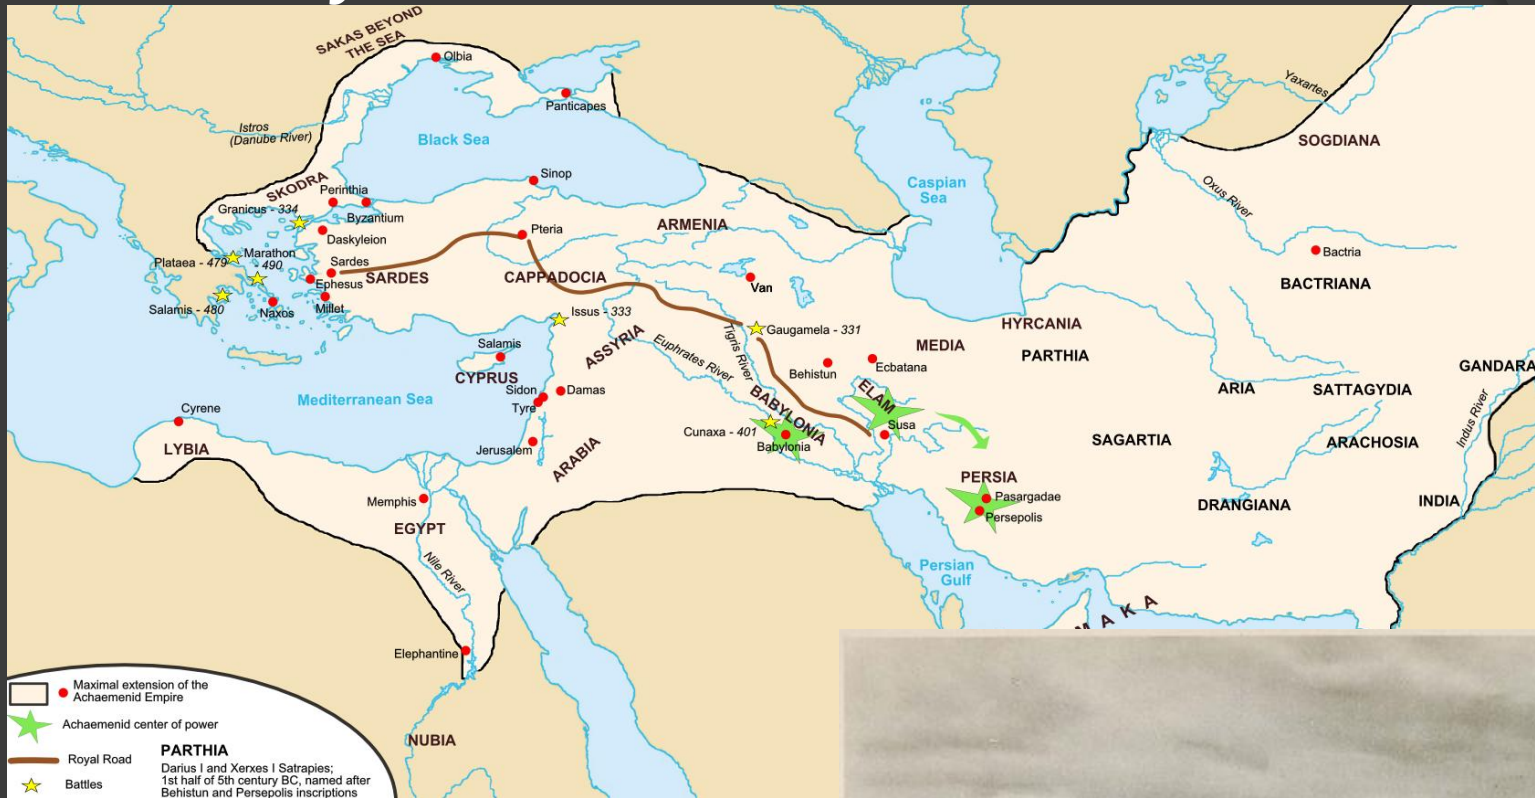 SAKAS BEYOND
THE SEA
Olbia
Panticapes
Yaxartes
Istros
(Danube River)
Black Sea
SOGDIANA
Caspian
Sea
Oxus River
SKODRA
Perinthia
Sinop
Granicus - 334
Byzantium
ARMENIA
Pteria
Daskyleion
Bactria
Plataea - 479
Marathon
- 490
Sardes
SARDES
CAPPADOCIA
Ephesus
Van
BACTRIANA
Salamis - 480
Naxos
Millet
Issus - 333
Gaugamela - 331
HYRCANIA
Tigris River
ASSYRIA
MEDIA
PARTHIA
Salamis
Euphrates River
Behistun
Ecbatana
GANDARA
CYPRUS
Sidon
Damas
ELAM
ARIA
SATTAGYDIA
Mediterranean Sea
Tyre
BABYLONIA
Indus River
Cyrene
Cunaxa - 401
Susa
LYBIA
Jerusalem
ARABIA
Babylonia
SAGARTIA
ARACHOSIA
PERSIA
Memphis
Pasargadae
DRANGIANA
INDIA
EGYPT
Persepolis
Nile River
Persian
Gulf
MAKA
Elephantine
NUBIA
Maximal extension of the
Achaemenid Empire
Achaemenid center of power
Royal Road
Battles
PARTHIA
Darius I and Xerxes I Satrapies;
1st half of 5th century BC, named after
Behistun and Persepolis inscriptions